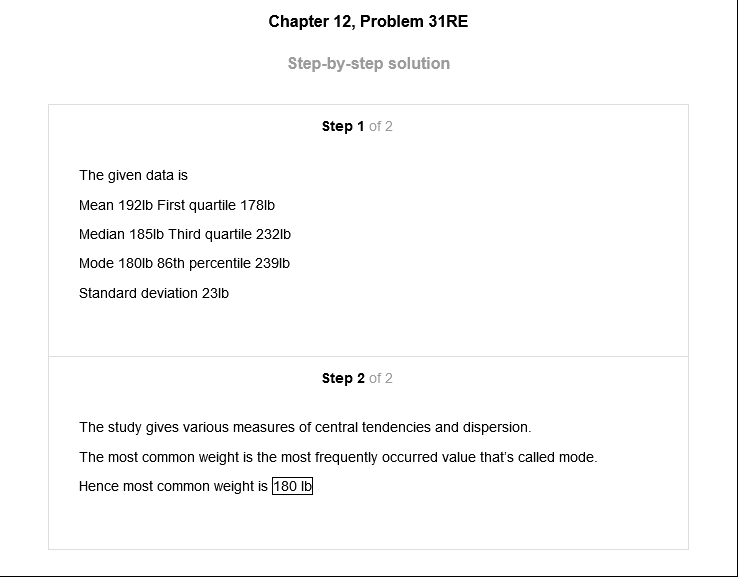 Chapter 12, Problem 31RE
Step-by-step solution
Step 1 of 2
The given data is
Mean 192lb First quartile 178lb
Median 185lb Third quartile 232lb
Mode 180lb 86th percentile 239lb
Standard deviation 23lb
Step 2 of 2
The study gives various measures of central tendencies and dispersion.
The most common weight is the most frequently occurred value that's called mode.
Hence most common weight is 180 lb